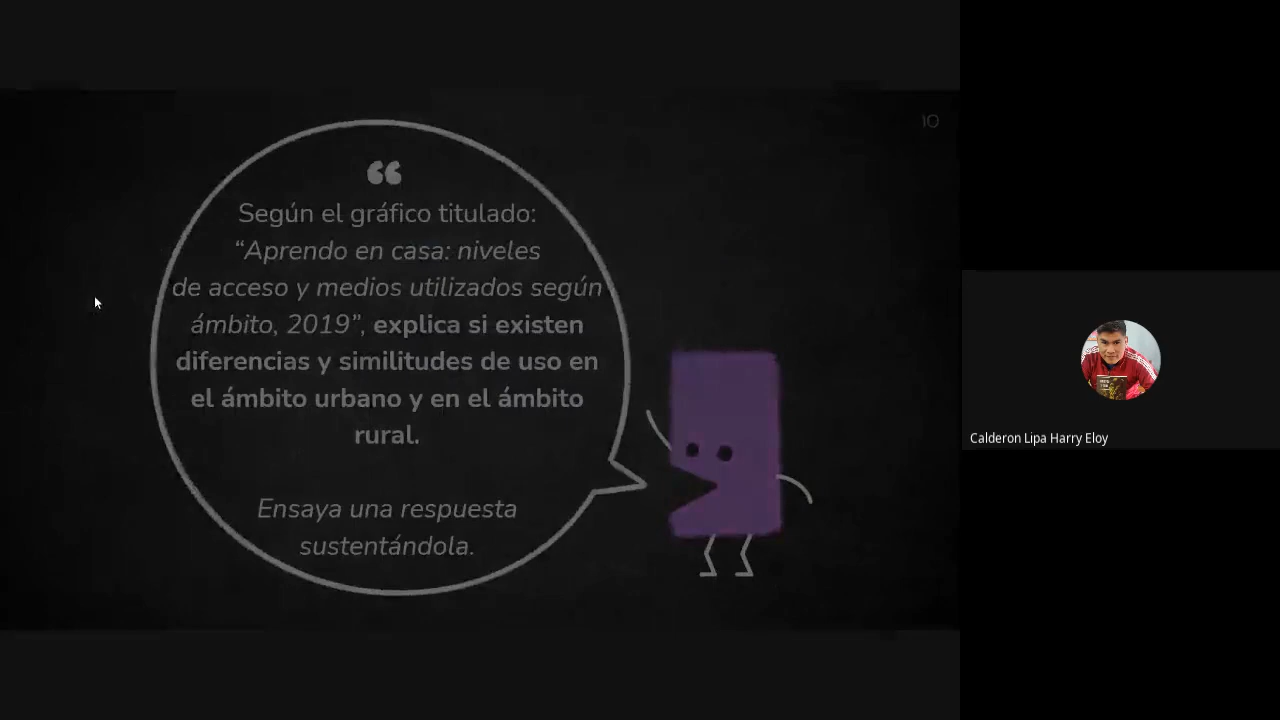 10
“
Según el gráfico titulado:
“Aprendo en casa: niveles
de acceso y medios utilizados según
ámbito, 2019”, explica si existen
diferencias y similitudes de uso en
el ámbito urbano y en el ámbito
rural.
Ensaya una respuesta
sustentándola.
Calderon Lipa Harry Eloy